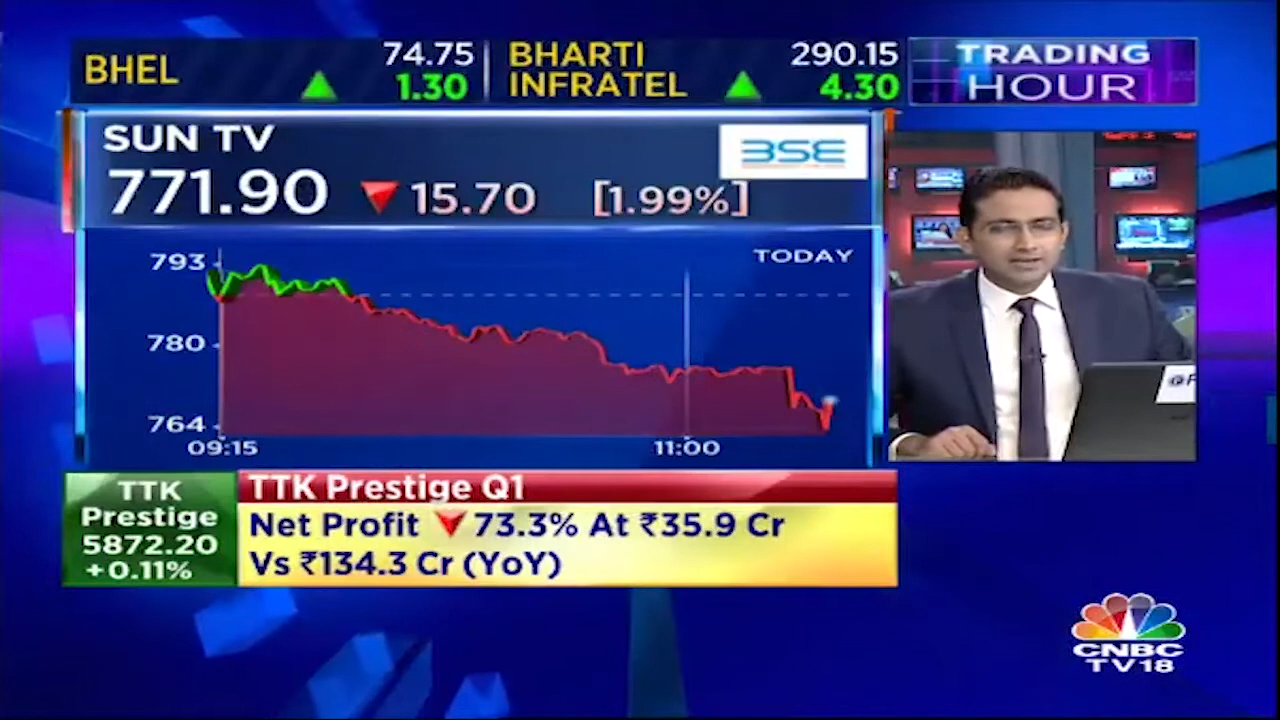 BHEL
74.75
▲ 1.30
BHARTI
INFRATEL
290.15
▲ 4.30
TRADING
HOUR
SUN TV
BSE
771.90 ▼ 15.70 [1.99%]
TODAY
793
780
764
09:15
11:00
TTK
Prestige
5872.20
+0.11%
TTK Prestige Q1
Net Profit ▼ 73.3% At ₹35.9 Cr
Vs ₹134.3 Cr (YoY)
CNBC
TV18